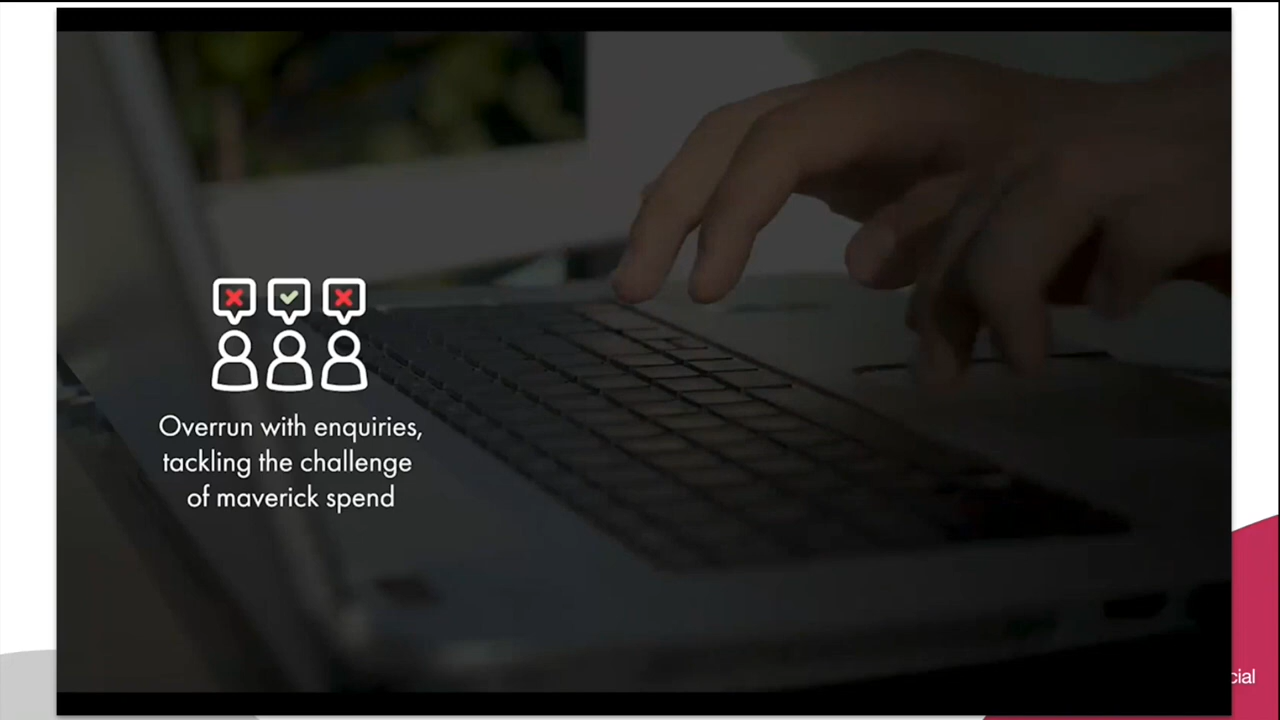 Overrun with enquiries,
tackling the challenge
of maverick spend